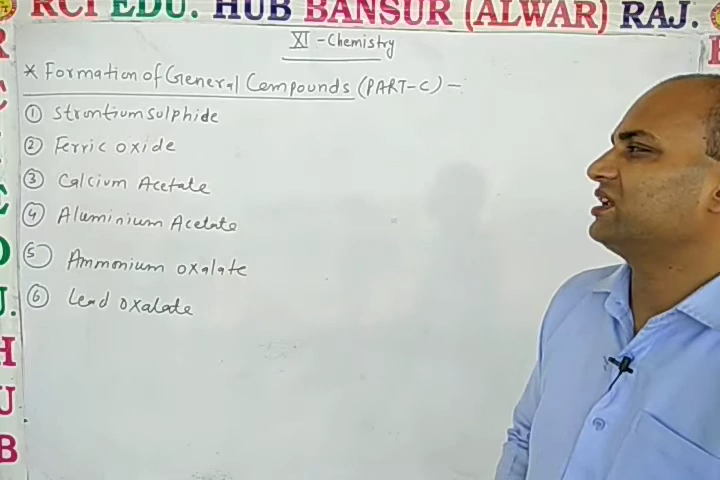 RCI EDU. HUB BANSUR (ALWAR) RAJ.
XI - Chemistry
* Formation of General Compounds (PART-C) -
① Strontium sulphide
② Ferric oxide
③ Calcium Acetate
④ Aluminium Acetate
⑤ Ammonium oxalate
⑥ Lead oxalate